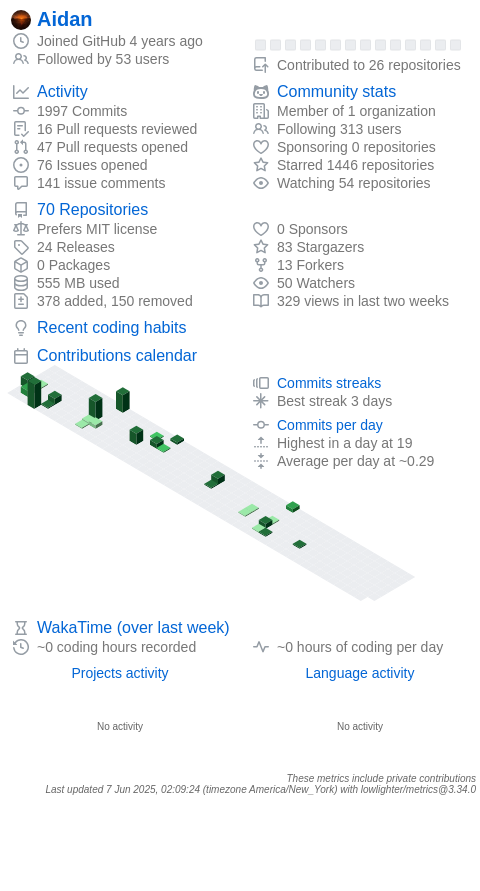 Aidan
Joined GitHub 4 years ago
Followed by 53 users
Contributed to 26 repositories
Activity
1997 Commits
16 Pull requests reviewed
47 Pull requests opened
76 Issues opened
141 issue comments
Community stats
Member of 1 organization
Following 313 users
Sponsoring 0 repositories
Starred 1446 repositories
Watching 54 repositories
70 Repositories
Prefers MIT license
24 Releases
0 Packages
555 MB used
378 added, 150 removed
0 Sponsors
83 Stargazers
13 Forkers
50 Watchers
329 views in last two weeks
Recent coding habits
Contributions calendar
Commits streaks
Best streak 3 days
Commits per day
Highest in a day at 19
Average per day at ~0.29
WakaTime (over last week)
~0 coding hours recorded
~0 hours of coding per day
Projects activity
No activity
Language activity
No activity
These metrics include private contributions
Last updated 7 Jun 2025, 02:09:24 (timezone America/New_York) with lowlighter/metrics@3.34.0